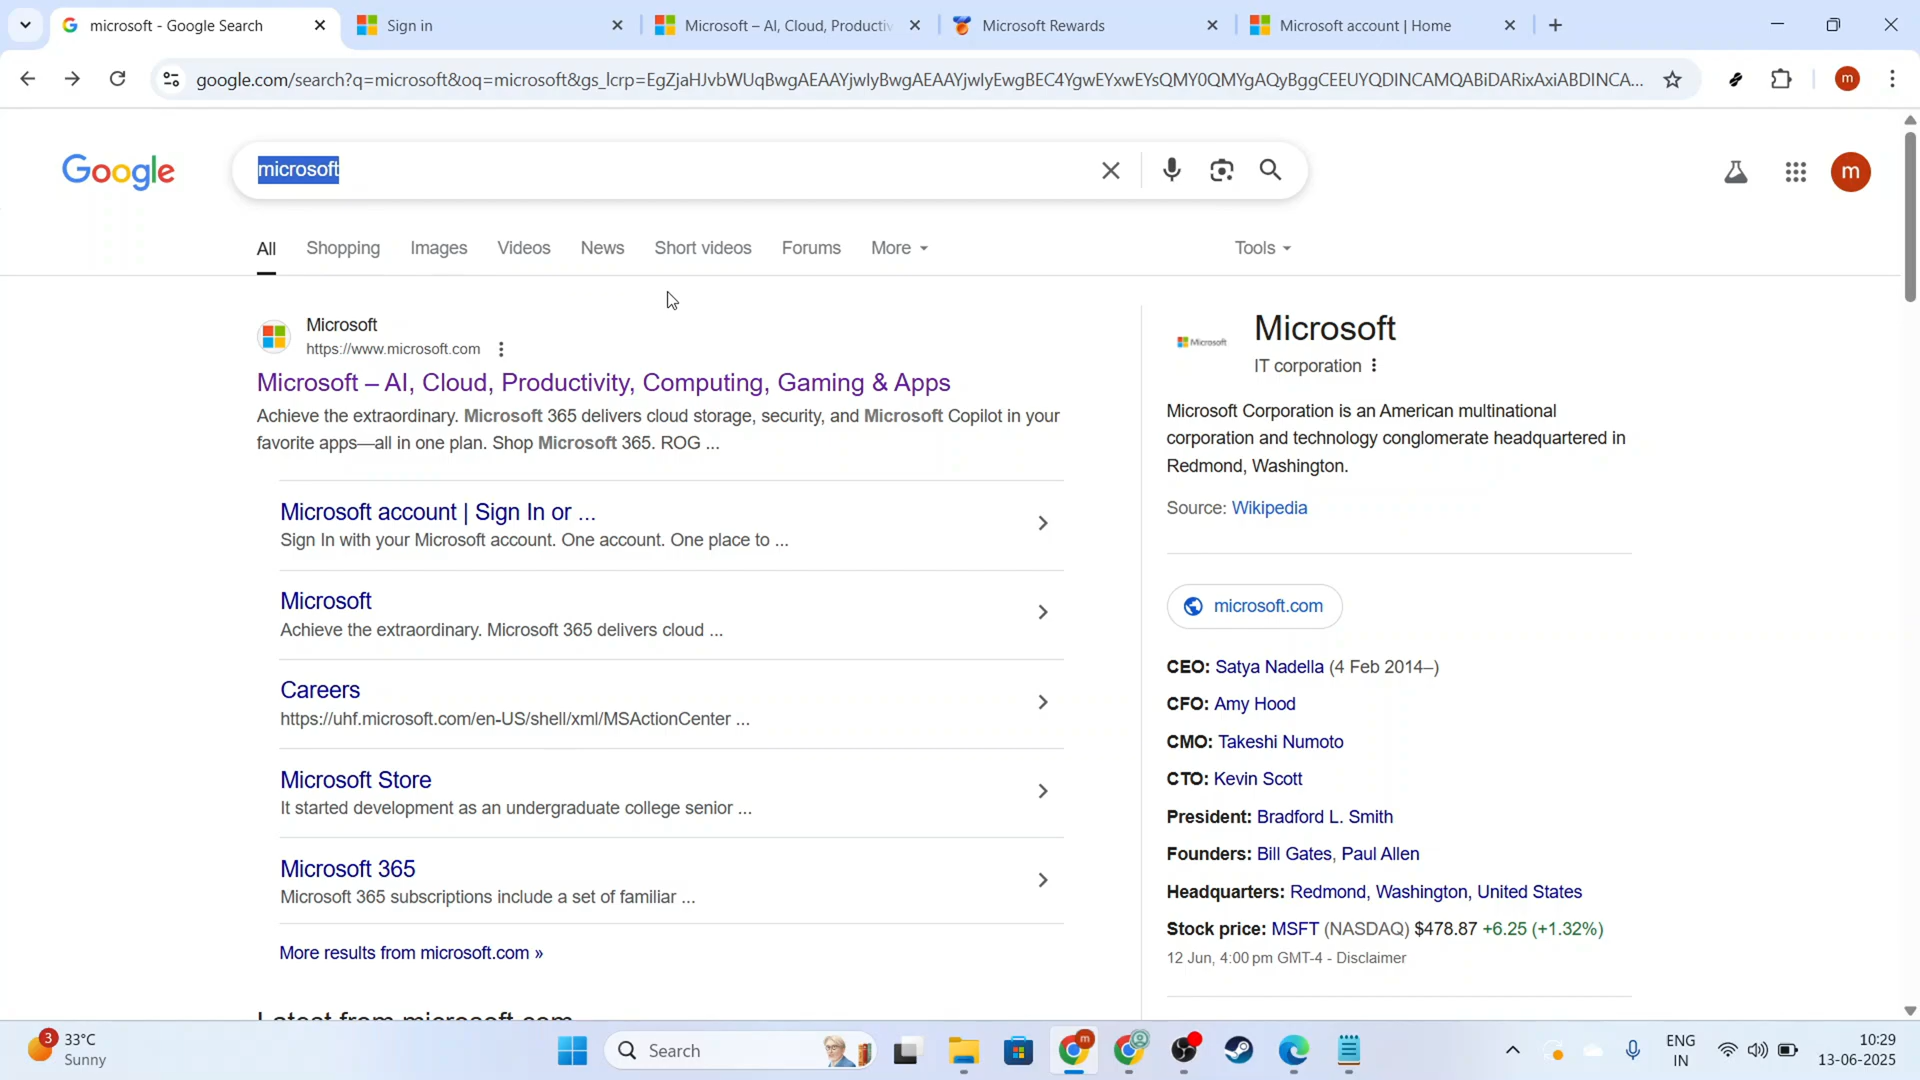 microsoft - Google Search
Sign in
Microsoft – AI, Cloud, Productiv
Microsoft Rewards
Microsoft account | Home
google.com/search?q=microsoft&oq=microsoft&gs_lcrp=EgZjaHJvbWUqBwgAEAAYjwIyBwgAEAAYjwIyEwgBEC4YgwEYxwEYsQMY0QMYgAQyBggCEEUYQDINCAMQABiDARixAxiABDINCA...
m
Google
microsoft
m
All
Shopping
Images
Videos
News
Short videos
Forums
More
Tools
Microsoft
https://www.microsoft.com
Microsoft – AI, Cloud, Productivity, Computing, Gaming & Apps
Achieve the extraordinary. Microsoft 365 delivers cloud storage, security, and Microsoft Copilot in your
favorite apps—all in one plan. Shop Microsoft 365. ROG ...
Microsoft account | Sign In or ...
Sign In with your Microsoft account. One account. One place to ...
Microsoft
Achieve the extraordinary. Microsoft 365 delivers cloud ...
Careers
https://uhf.microsoft.com/en-US/shell/xml/MSActionCenter ...
Microsoft Store
It started development as an undergraduate college senior ...
Microsoft 365
Microsoft 365 subscriptions include a set of familiar ...
More results from microsoft.com »
Latest from microsoft.com
Microsoft
Microsoft
IT corporation
Microsoft Corporation is an American multinational
corporation and technology conglomerate headquartered in
Redmond, Washington.
Source: Wikipedia
microsoft.com
CEO: Satya Nadella (4 Feb 2014–)
CFO: Amy Hood
CMO: Takeshi Numoto
CTO: Kevin Scott
President: Bradford L. Smith
Founders: Bill Gates, Paul Allen
Headquarters: Redmond, Washington, United States
Stock price: MSFT (NASDAQ) $478.87 +6.25 (+1.32%)
12 Jun, 4:00 pm GMT-4 - Disclaimer
3
33°C
Sunny
Search
m
ENG
IN
10:29
13-06-2025